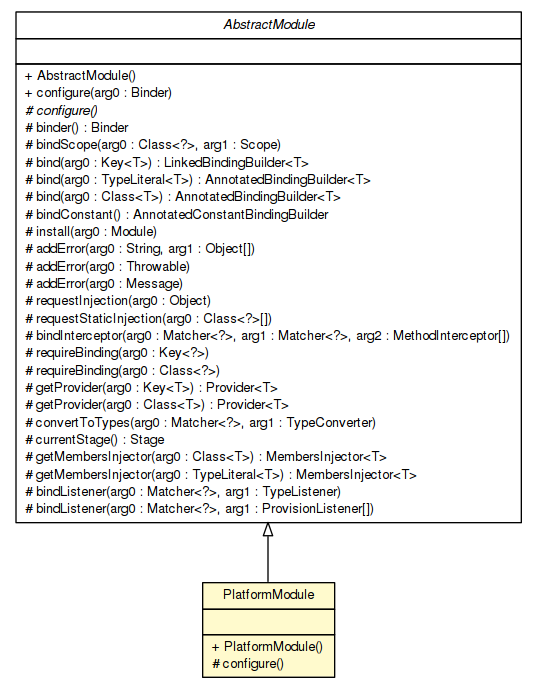 AbstractModule
+ AbstractModule()
+ configure(arg0 : Binder)
# configure()
# binder() : Binder
# bindScope(arg0 : Class<?>, arg1 : Scope)
# bind(arg0 : Key<T>) : LinkedBindingBuilder<T>
# bind(arg0 : TypeLiteral<T>) : AnnotatedBindingBuilder<T>
# bind(arg0 : Class<T>) : AnnotatedBindingBuilder<T>
# bindConstant() : AnnotatedConstantBindingBuilder
# install(arg0 : Module)
# addError(arg0 : String, arg1 : Object[])
# addError(arg0 : Throwable)
# addError(arg0 : Message)
# requestInjection(arg0 : Object)
# requestStaticInjection(arg0 : Class<?>[])
# bindInterceptor(arg0 : Matcher<?>, arg1 : Matcher<?>, arg2 : MethodInterceptor[])
# requireBinding(arg0 : Key<?>)
# requireBinding(arg0 : Class<?>)
# getProvider(arg0 : Key<T>) : Provider<T>
# getProvider(arg0 : Class<T>) : Provider<T>
# convertToTypes(arg0 : Matcher<?>, arg1 : TypeConverter)
# currentStage() : Stage
# getMembersInjector(arg0 : Class<T>) : MembersInjector<T>
# getMembersInjector(arg0 : TypeLiteral<T>) : MembersInjector<T>
# bindListener(arg0 : Matcher<?>, arg1 : TypeListener)
# bindListener(arg0 : Matcher<?>, arg1 : ProvisionListener[])
PlatformModule
+ PlatformModule()
# configure()